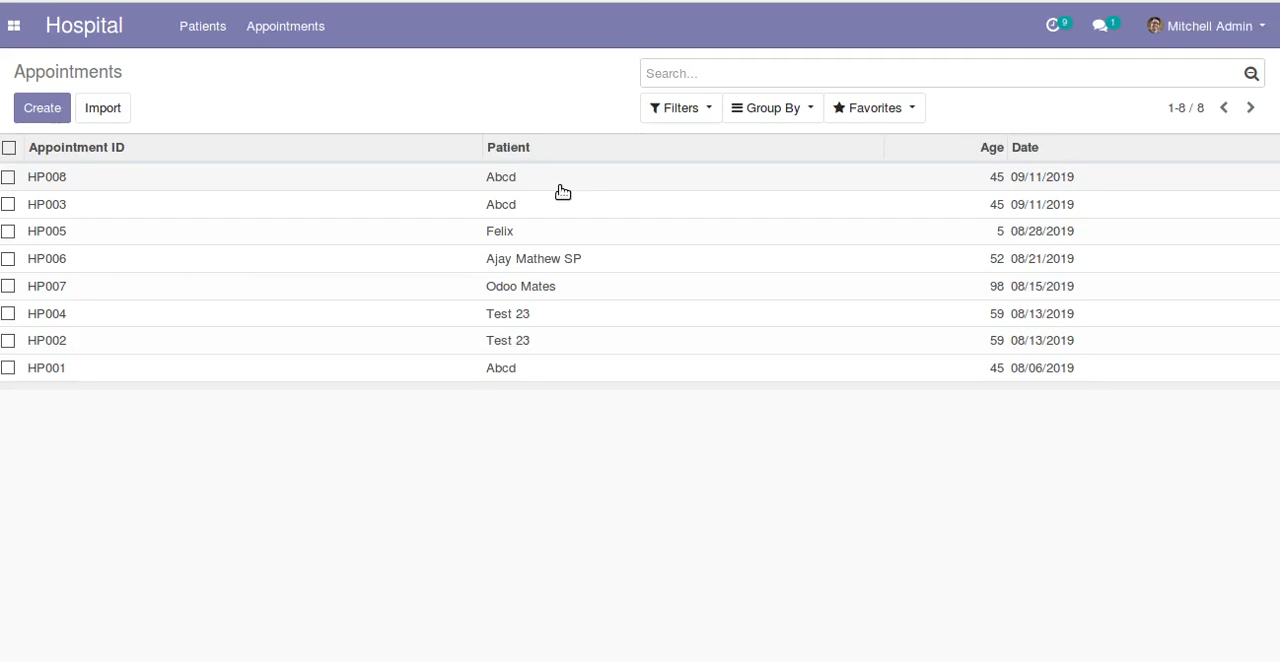 Hospital Patients Appointments 9 1 Mitchell Admin
Appointments Search...
Create Import Filters Group By Favorites 1-8 / 8
Appointment ID Patient Age Date
HP008 Abcd 45 09/11/2019
HP003 Abcd 45 09/11/2019
HP005 Felix 5 08/28/2019
HP006 Ajay Mathew SP 52 08/21/2019
HP007 Odoo Mates 98 08/15/2019
HP004 Test 23 59 08/13/2019
HP002 Test 23 59 08/13/2019
HP001 Abcd 45 08/06/2019